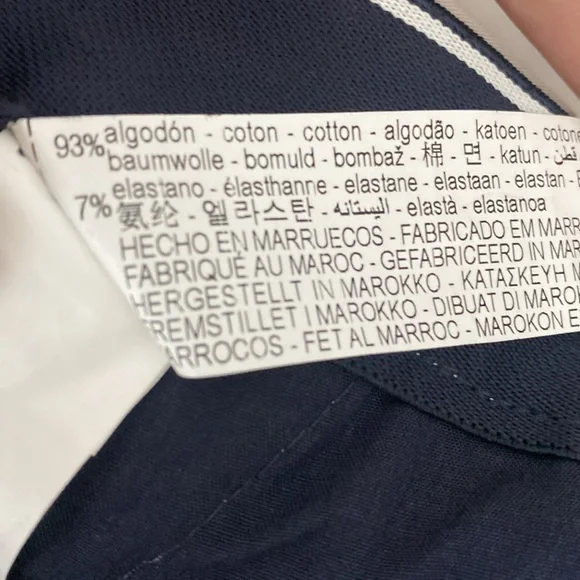 93% algodón - coton - cotton - algodão - katoen - cotone
baumwolle - bomuld - bombaž - 棉 - 면 - katun - قطن
7% elastano - élasthanne - elastane - elastaan - elastan -
氨纶 - 엘라스탄 - اليستانه - elastà - elastanoa
HECHO EN MARRUECOS - FABRICADO EM MARR
FABRIQUÉ AU MAROC - GEFABRICEERD IN MAR
HERGESTELLT IN MAROKKO - ΚΑΤΑΣΚΕΥΗ Μ
FREMSTILLET I MAROKKO - DIBUAT DI MAROK
MARROCOS - FET AL MARROC - MAROKON E